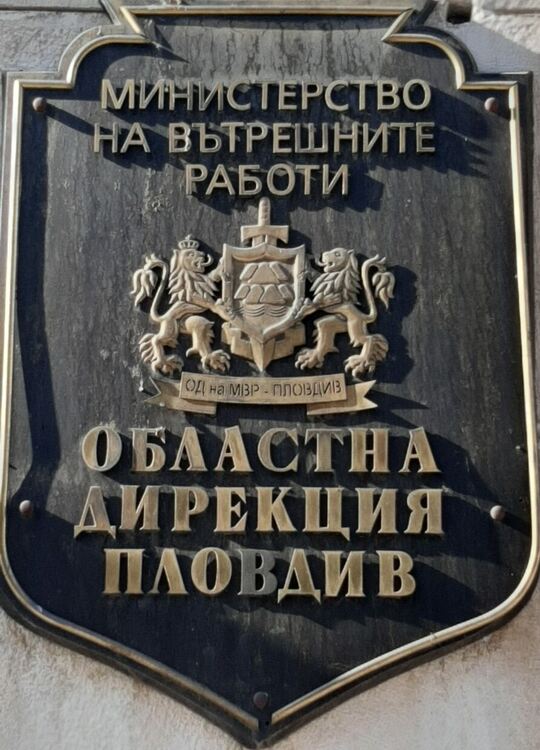 МИНИСТЕРСТВО
НА ВЪТРЕШНИТЕ
РАБОТИ
ОД на МВР - ПЛОВДИВ
ОБЛАСТНА
ДИРЕКЦИЯ
ПЛОВДИВ